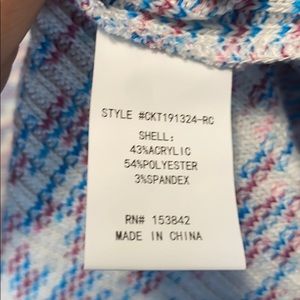 STYLE #CKT191324-RC
SHELL:
43%ACRYLIC
54%POLYESTER
3%SPANDEX
RN# 153842
MADE IN CHINA